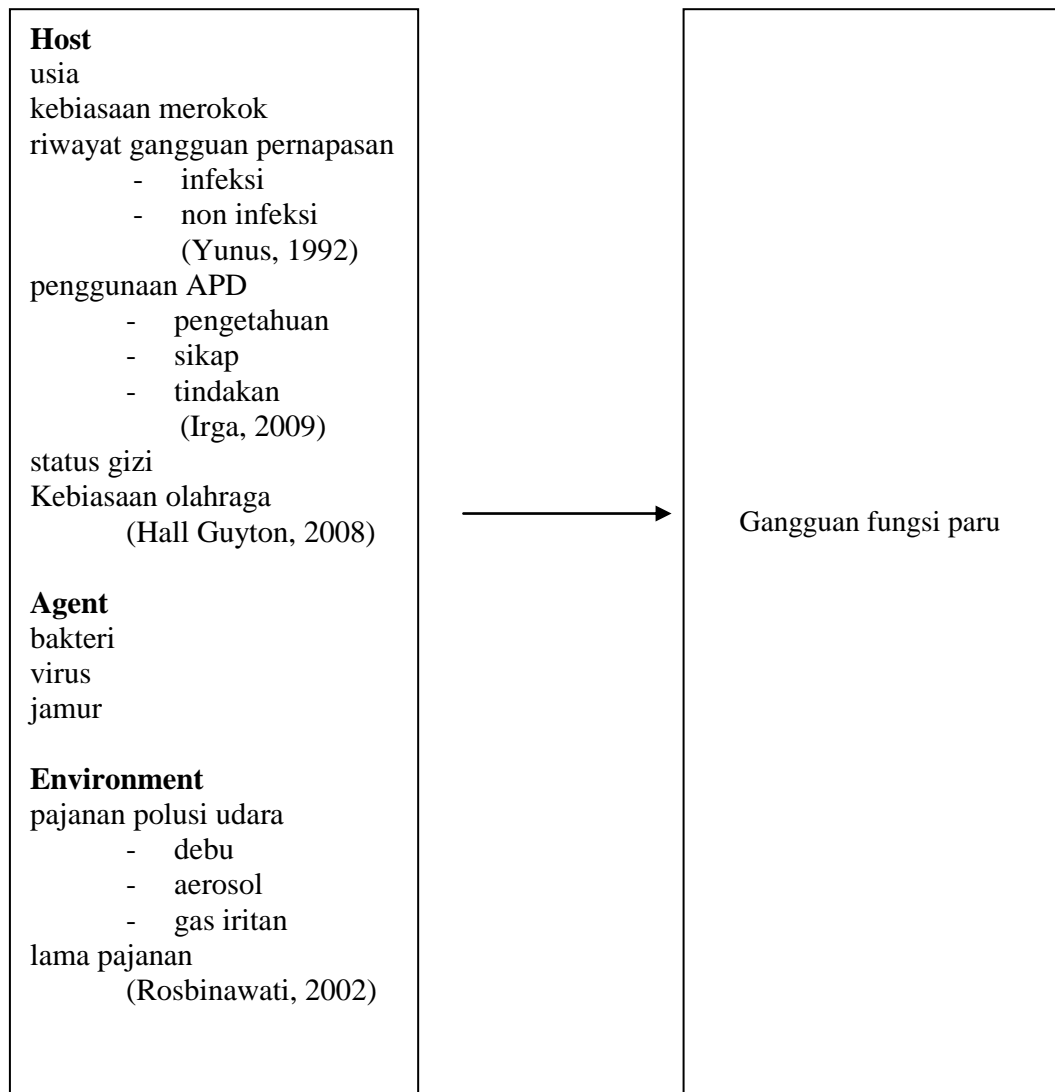 Host
usia
kebiasaan merokok
riwayat gangguan pernapasan
- infeksi
- non infeksi
(Yunus, 1992)
penggunaan APD
- pengetahuan
- sikap
- tindakan
(Irga, 2009)
status gizi
Kebiasaan olahraga
(Hall Guyton, 2008)
Agent
bakteri
virus
jamur
Environment
pajanan polusi udara
- debu
- aerosol
- gas iritan
lama pajanan
(Rosbinawati, 2002)
Gangguan fungsi paru